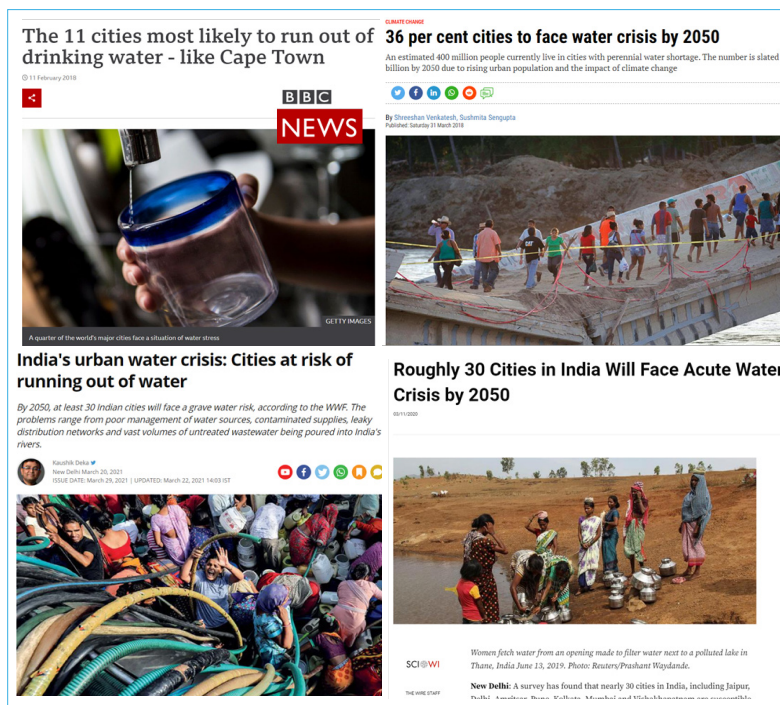 The 11 cities most likely to run out of
drinking water - like Cape Town
11 February 2018
BBC
NEWS
GETTY IMAGES
A quarter of the world's major cities face a situation of water stress
CLIMATE CHANGE
36 per cent cities to face water crisis by 2050
An estimated 400 million people currently live in cities with perennial water shortage. The number is slated
billion by 2050 due to rising urban population and the impact of climate change
By Shreeshan Venkatesh, Sushmita Sengupta
Published: Saturday 31 March 2018
CAT
India's urban water crisis: Cities at risk of
running out of water
By 2050, at least 30 Indian cities will face a grave water risk, according to the WWF. The
problems range from poor management of water sources, contaminated supplies, leaky
distribution networks and vast volumes of untreated wastewater being poured into India's
rivers.
Kaushik Deka
New Delhi March 20, 2021
ISSUE DATE: March 29, 2021 | UPDATED: March 22, 2021 14:03 IST
Roughly 30 Cities in India Will Face Acute Water
Crisis by 2050
03/11/2020
Women fetch water from an opening made to filter water next to a polluted lake in
Thane, India June 13, 2019. Photo: Reuters/Prashant Waydande.
SCI WI
THE WIRE STAFF
New Delhi: A survey has found that nearly 30 cities in India, including Jaipur,
Delhi, Amritsar, Pune, Kolkata, Mumbai and Vishakhapatnam are susceptible